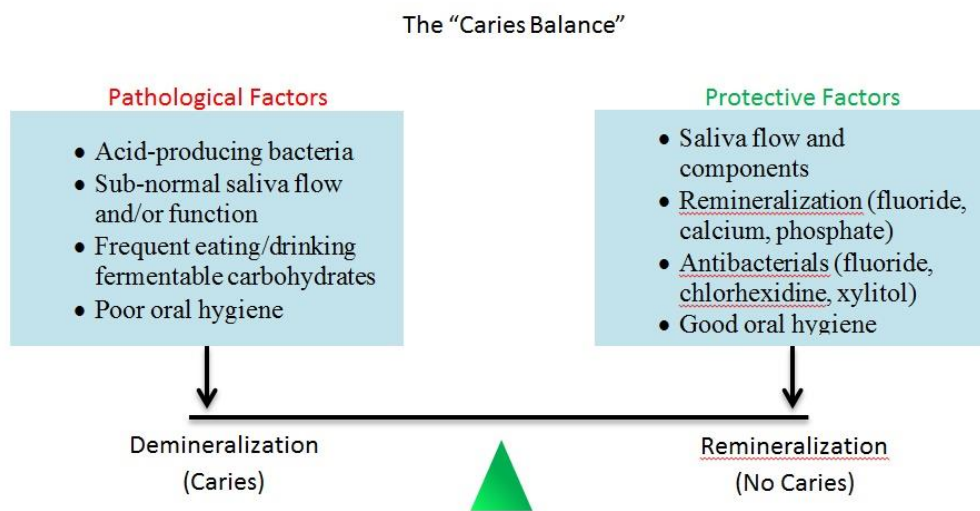 The “Caries Balance”
Pathological Factors
• Acid-producing bacteria
• Sub-normal saliva flow
and/or function
• Frequent eating/drinking
fermentable carbohydrates
• Poor oral hygiene
Demineralization
(Caries)
Protective Factors
• Saliva flow and
components
• Remineralization (fluoride,
calcium, phosphate)
• Antibacterials (fluoride,
chlorhexidine, xylitol)
• Good oral hygiene
Remineralization
(No Caries)